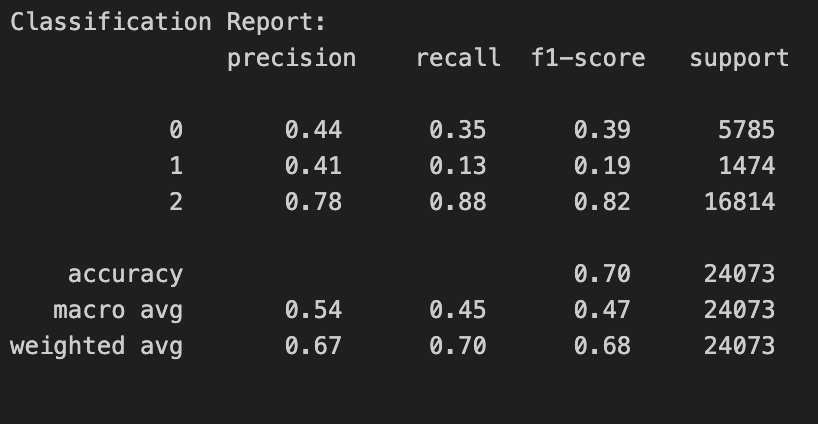 Classification Report:
precision recall f1-score support
0 0.44 0.35 0.39 5785
1 0.41 0.13 0.19 1474
2 0.78 0.88 0.82 16814
accuracy 0.70 24073
macro avg 0.54 0.45 0.47 24073
weighted avg 0.67 0.70 0.68 24073